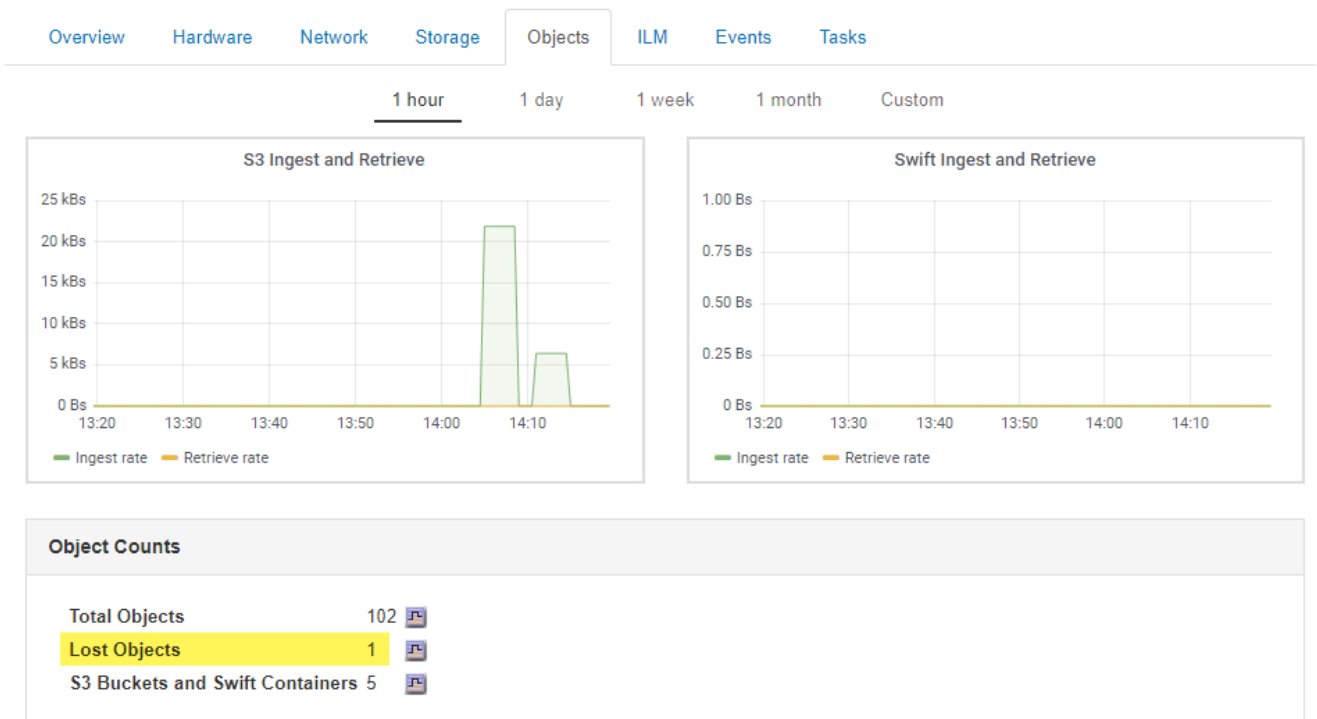 Overview Hardware Network Storage Objects ILM Events Tasks
1 hour 1 day 1 week 1 month Custom
S3 Ingest and Retrieve
25 kBs
20 kBs
15 kBs
10 kBs
5 kBs
0 Bs
13:20 13:30 13:40 13:50 14:00 14:10
Ingest rate Retrieve rate
Swift Ingest and Retrieve
1.00 Bs
0.75 Bs
0.50 Bs
0.25 Bs
0 Bs
13:20 13:30 13:40 13:50 14:00 14:10
Ingest rate Retrieve rate
Object Counts
Total Objects 102
Lost Objects 1
S3 Buckets and Swift Containers 5